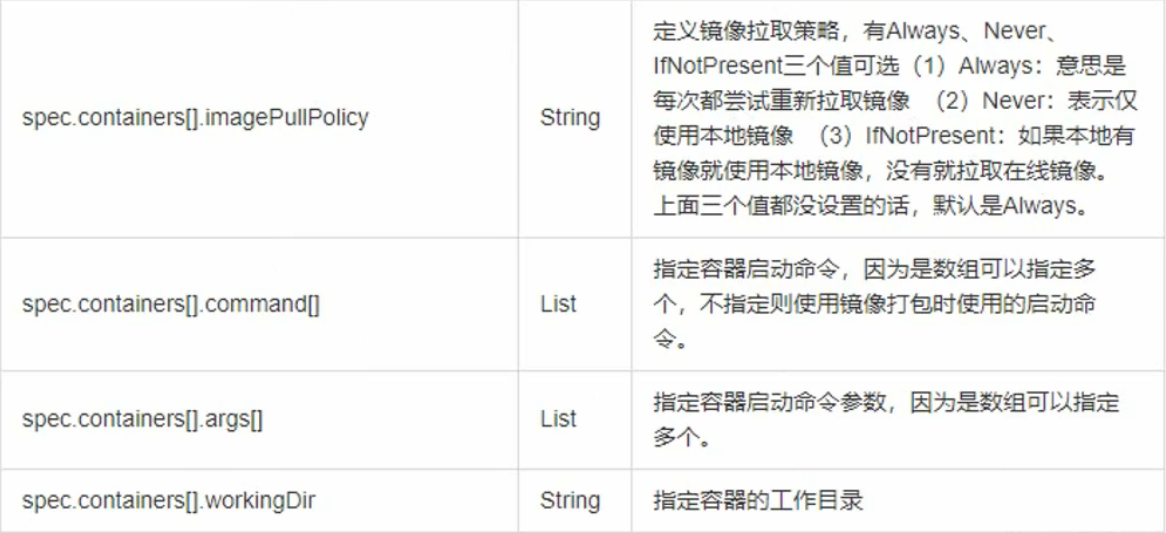 spec.containers[].imagePullPolicy
String
定义镜像拉取策略，有Always、Never、
IfNotPresent三个值可选（1）Always：意思是
每次都尝试重新拉取镜像 （2）Never：表示仅
使用本地镜像 （3）IfNotPresent：如果本地有
镜像就使用本地镜像，没有就拉取在线镜像。
上面三个值都没设置的话，默认是Always。
spec.containers[].command[]
List
指定容器启动命令，因为是数组可以指定多
个，不指定则使用镜像打包时使用的启动命
令。
spec.containers[].args[]
List
指定容器启动命令参数，因为是数组可以指定
多个。
spec.containers[].workingDir
String
指定容器的工作目录